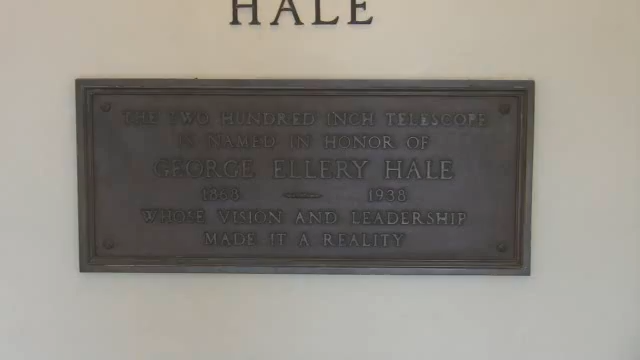 HALE
THE TWO HUNDRED INCH TELESCOPE
IS NAMED IN HONOR OF
GEORGE ELLERY HALE
1868 1938
WHOSE VISION AND LEADERSHIP
MADE IT A REALITY